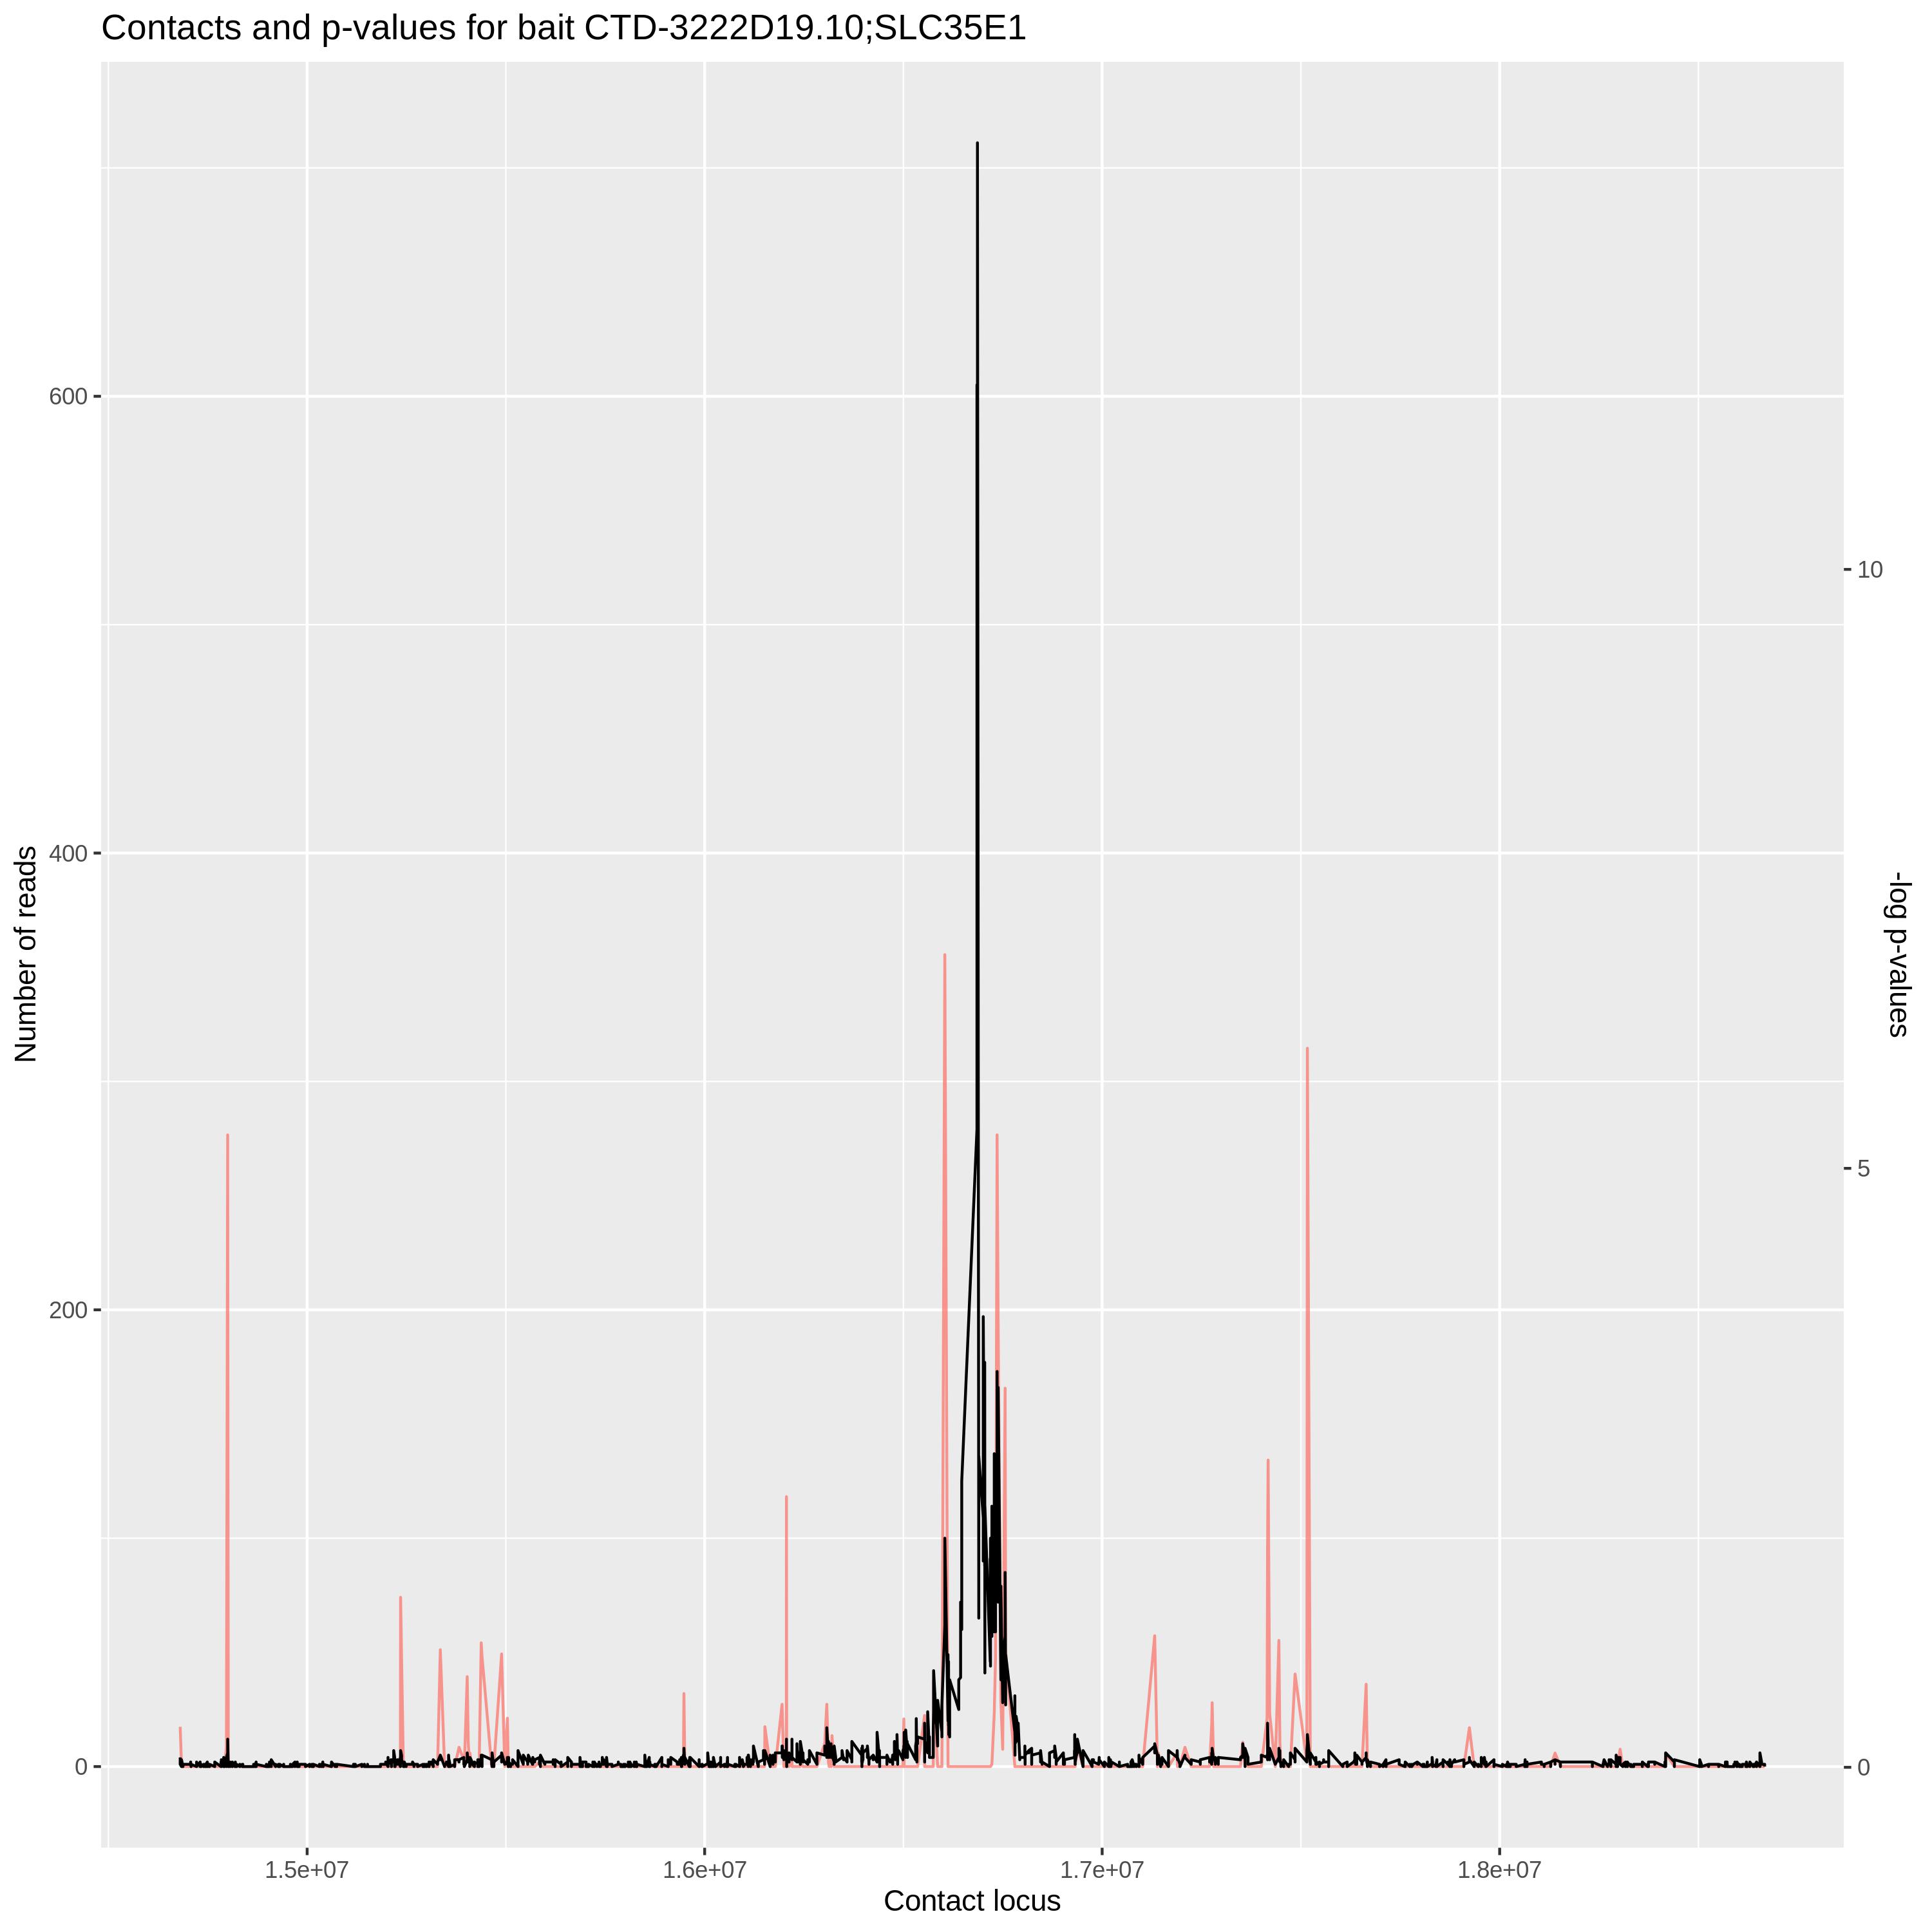 Contacts and p-values for bait CTD-3222D19.10;SLC35E1
Number of reads
600
400
200
0
10
5
0
-log p-values
1.5e+07
1.6e+07
1.7e+07
1.8e+07
Contact locus